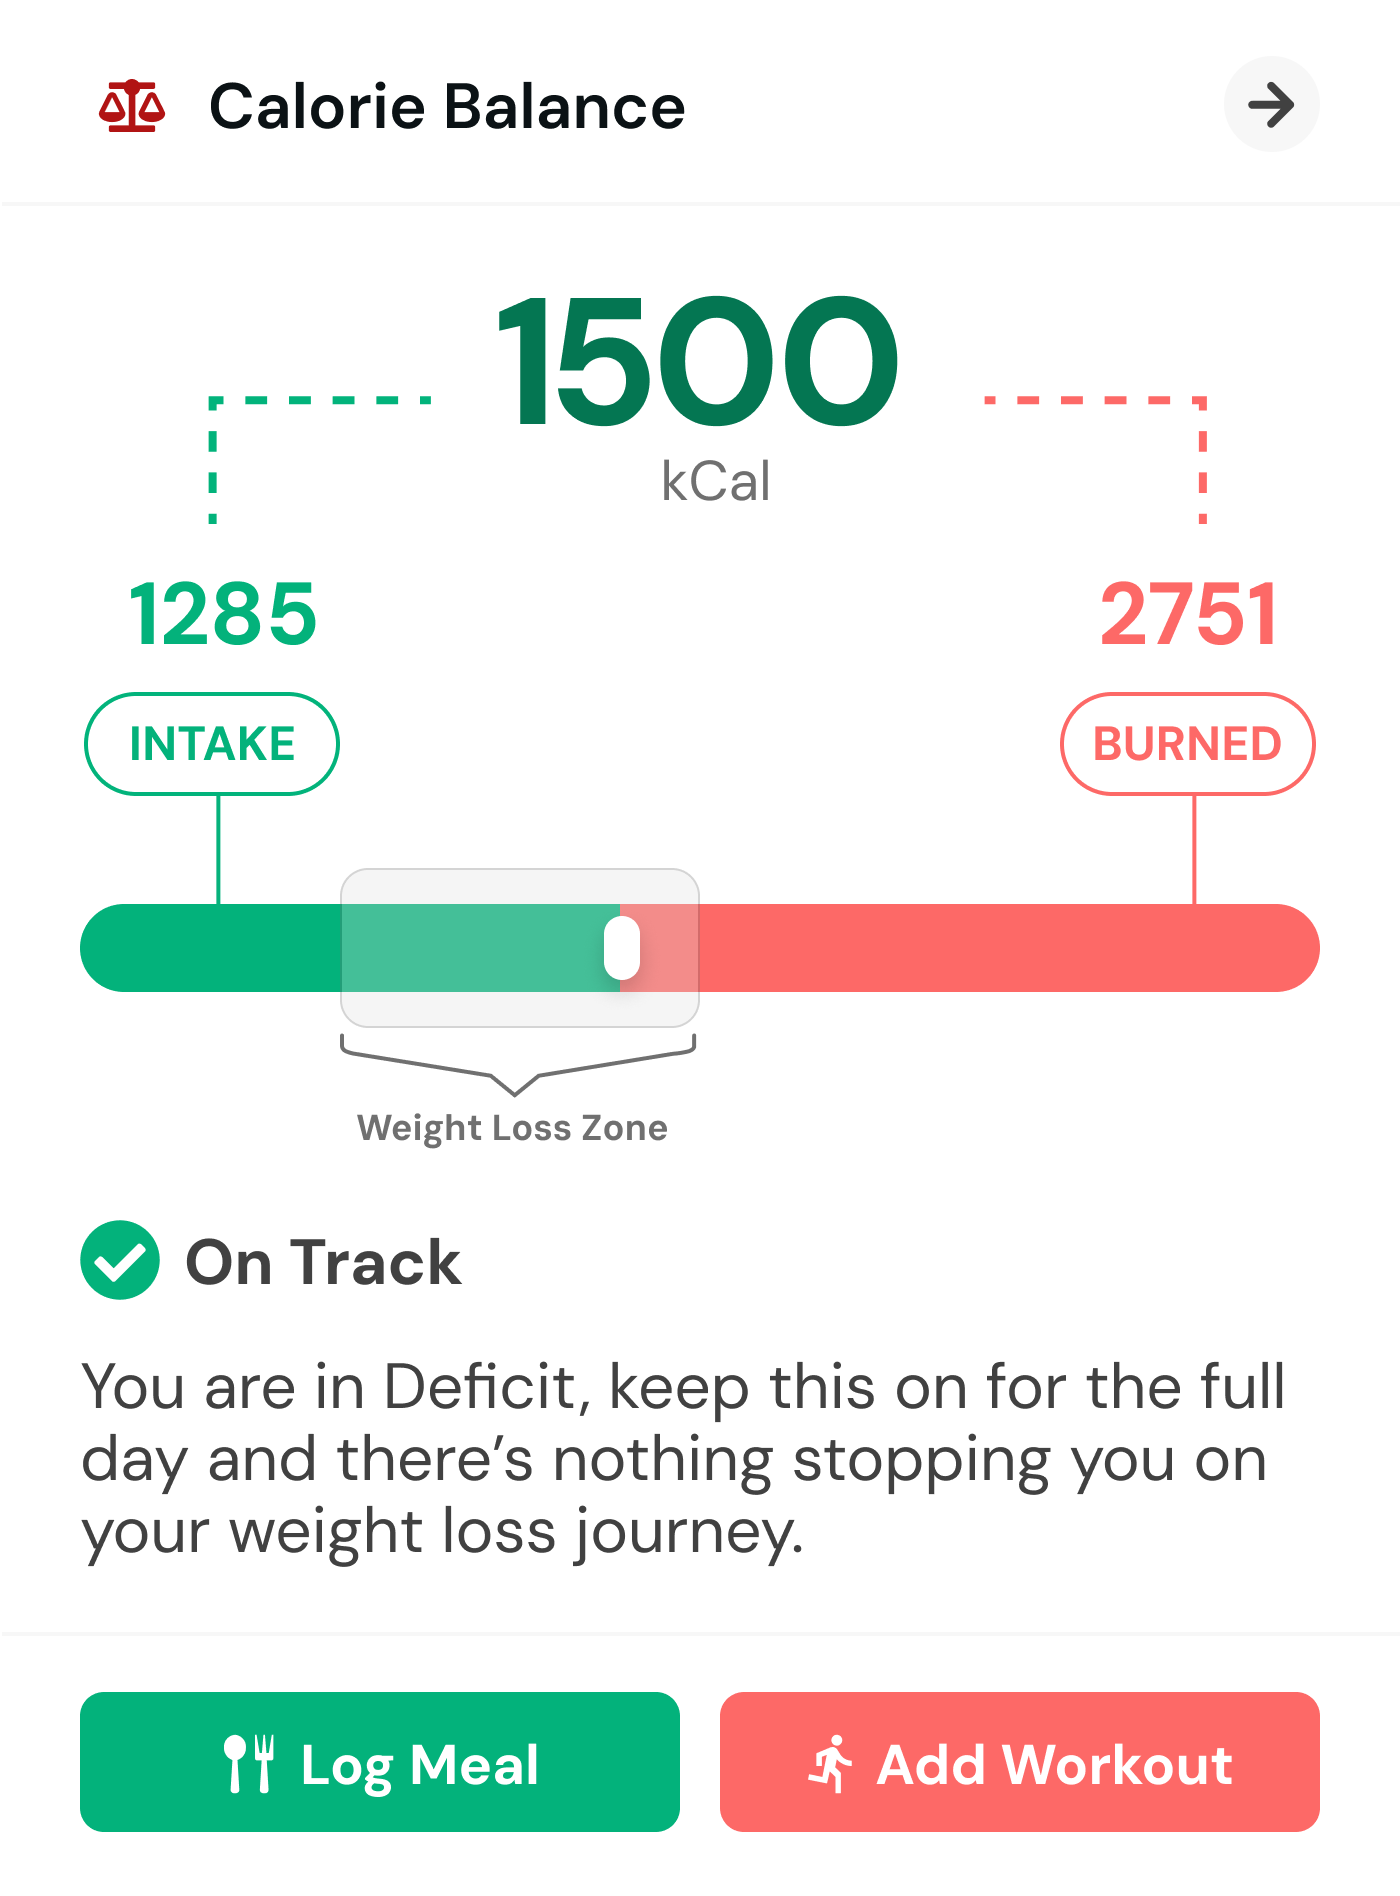 Calorie Balance
1500
kCal
1285
2751
INTAKE
BURNED
Weight Loss Zone
On Track
You are in Deficit, keep this on for the full
day and there’s nothing stopping you on
your weight loss journey.
Log Meal
Add Workout